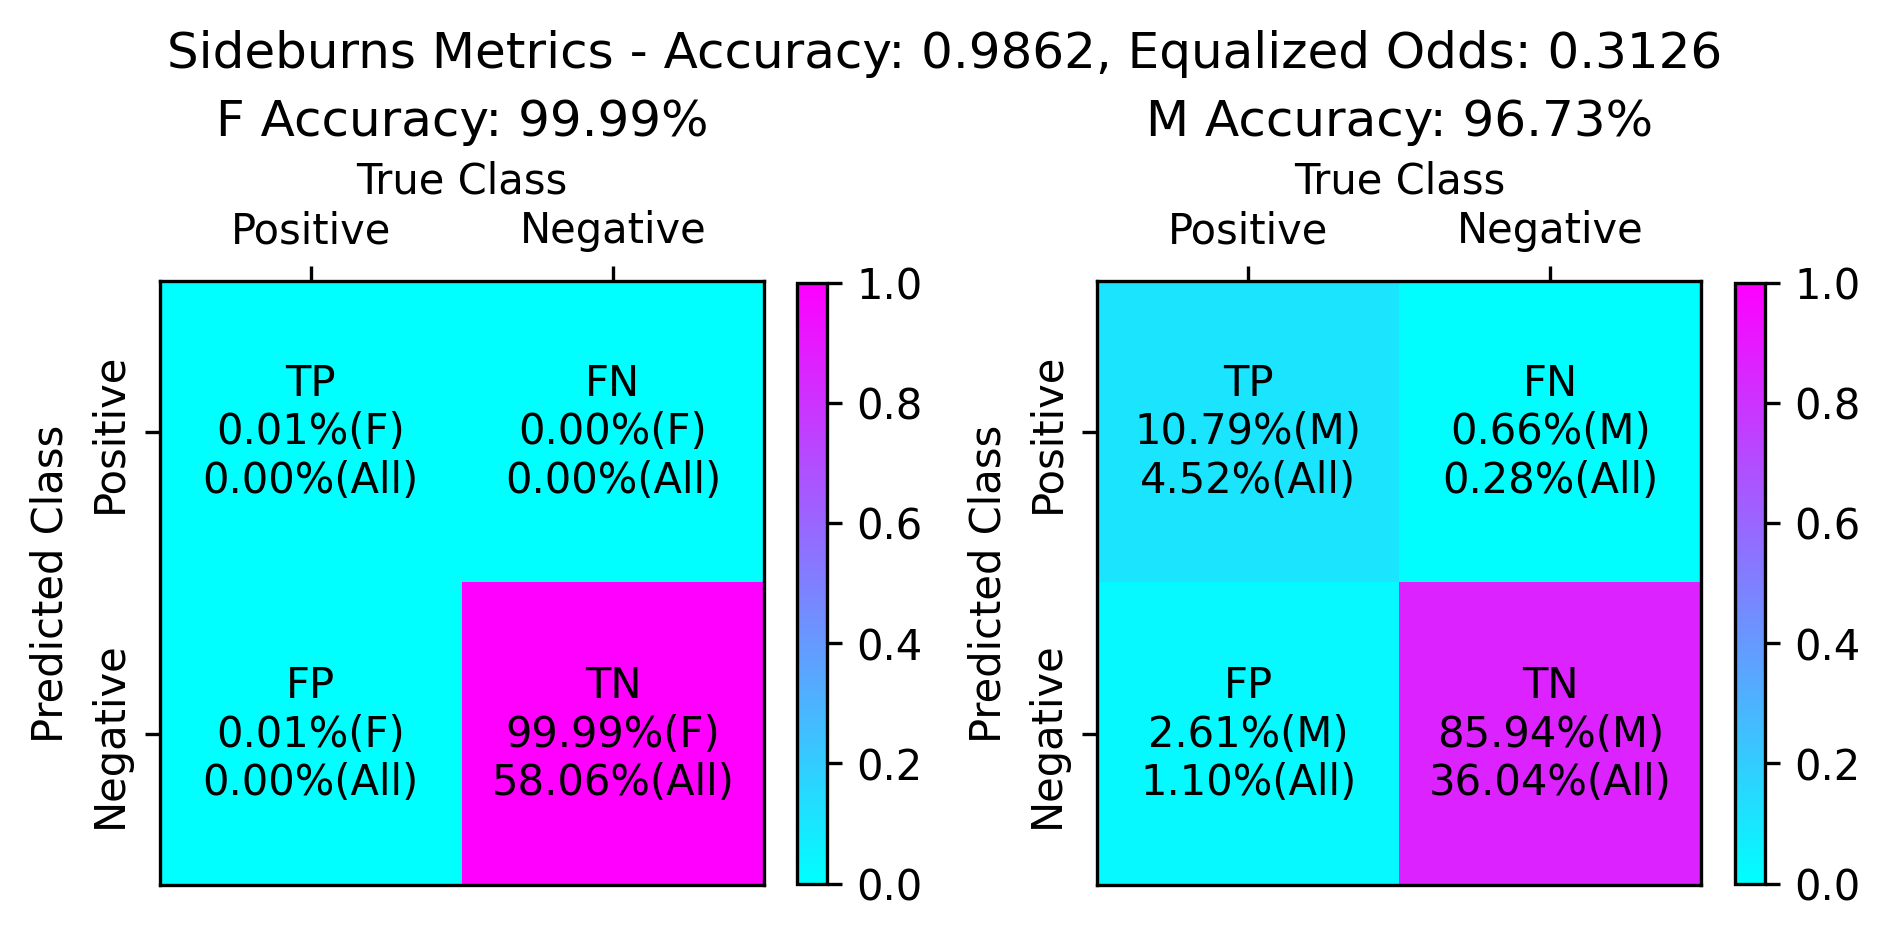 Sideburns Metrics - Accuracy: 0.9862, Equalized Odds: 0.3126
F Accuracy: 99.99%
True Class
Positive Negative
Predicted Class
Positive
Negative
TP
0.01%(F)
0.00%(All)
FN
0.00%(F)
0.00%(All)
FP
0.01%(F)
0.00%(All)
TN
99.99%(F)
58.06%(All)
1.0
0.8
0.6
0.4
0.2
0.0
M Accuracy: 96.73%
True Class
Positive Negative
Predicted Class
Positive
Negative
TP
10.79%(M)
4.52%(All)
FN
0.66%(M)
0.28%(All)
FP
2.61%(M)
1.10%(All)
TN
85.94%(M)
36.04%(All)
1.0
0.8
0.6
0.4
0.2
0.0